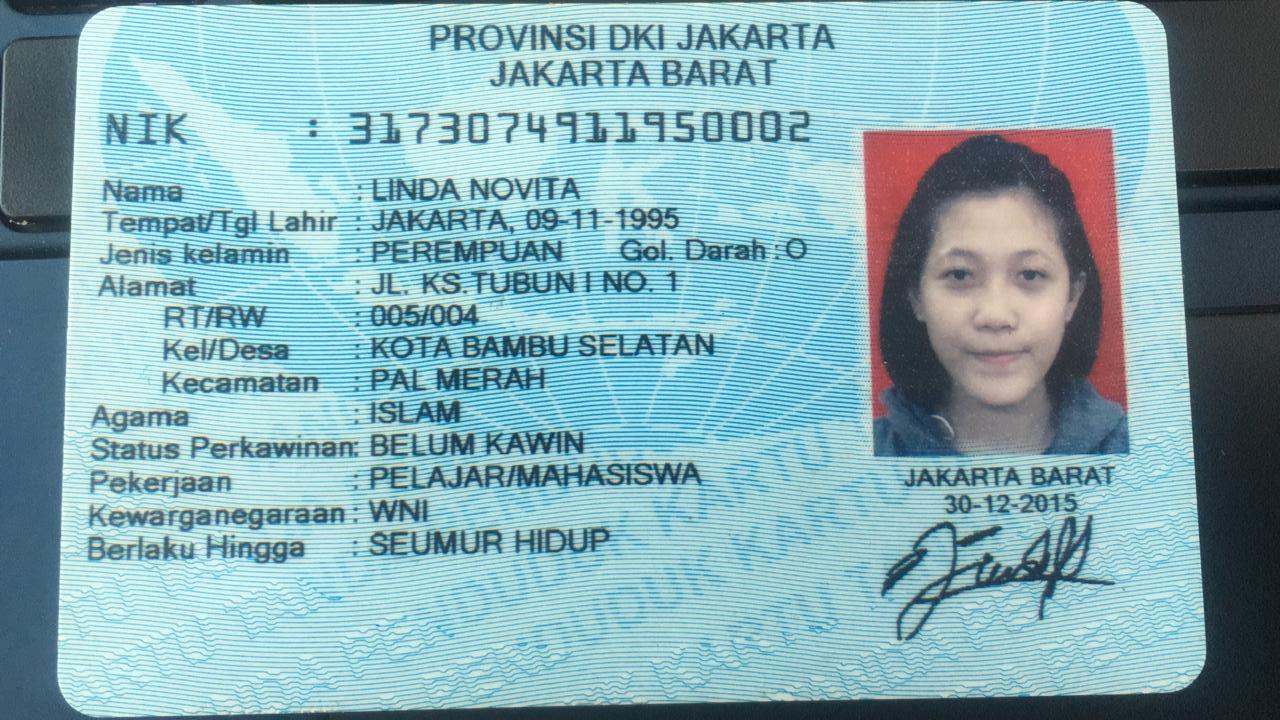 PROVINSI DKI JAKARTA
JAKARTA BARAT
NIK : 3173074911950002
Nama : LINDA NOVITA
Tempat/Tgl Lahir : JAKARTA, 09-11-1995
Jenis kelamin : PEREMPUAN Gol. Darah : O
Alamat : JL. KS.TUBUN I NO. 1
RT/RW : 005/004
Kel/Desa : KOTA BAMBU SELATAN
Kecamatan : PAL MERAH
Agama : ISLAM
Status Perkawinan: BELUM KAWIN
Pekerjaan : PELAJAR/MAHASISWA
Kewarganegaraan : WNI
Berlaku Hingga : SEUMUR HIDUP
JAKARTA BARAT
30-12-2015